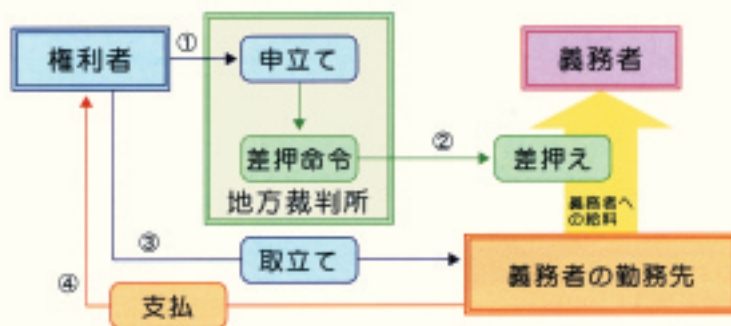 権利者
①
申立て
義務者
差押命令
②
差押え
地方裁判所
義務者へ
の給料
③
取立て
義務者の勤務先
④
支払